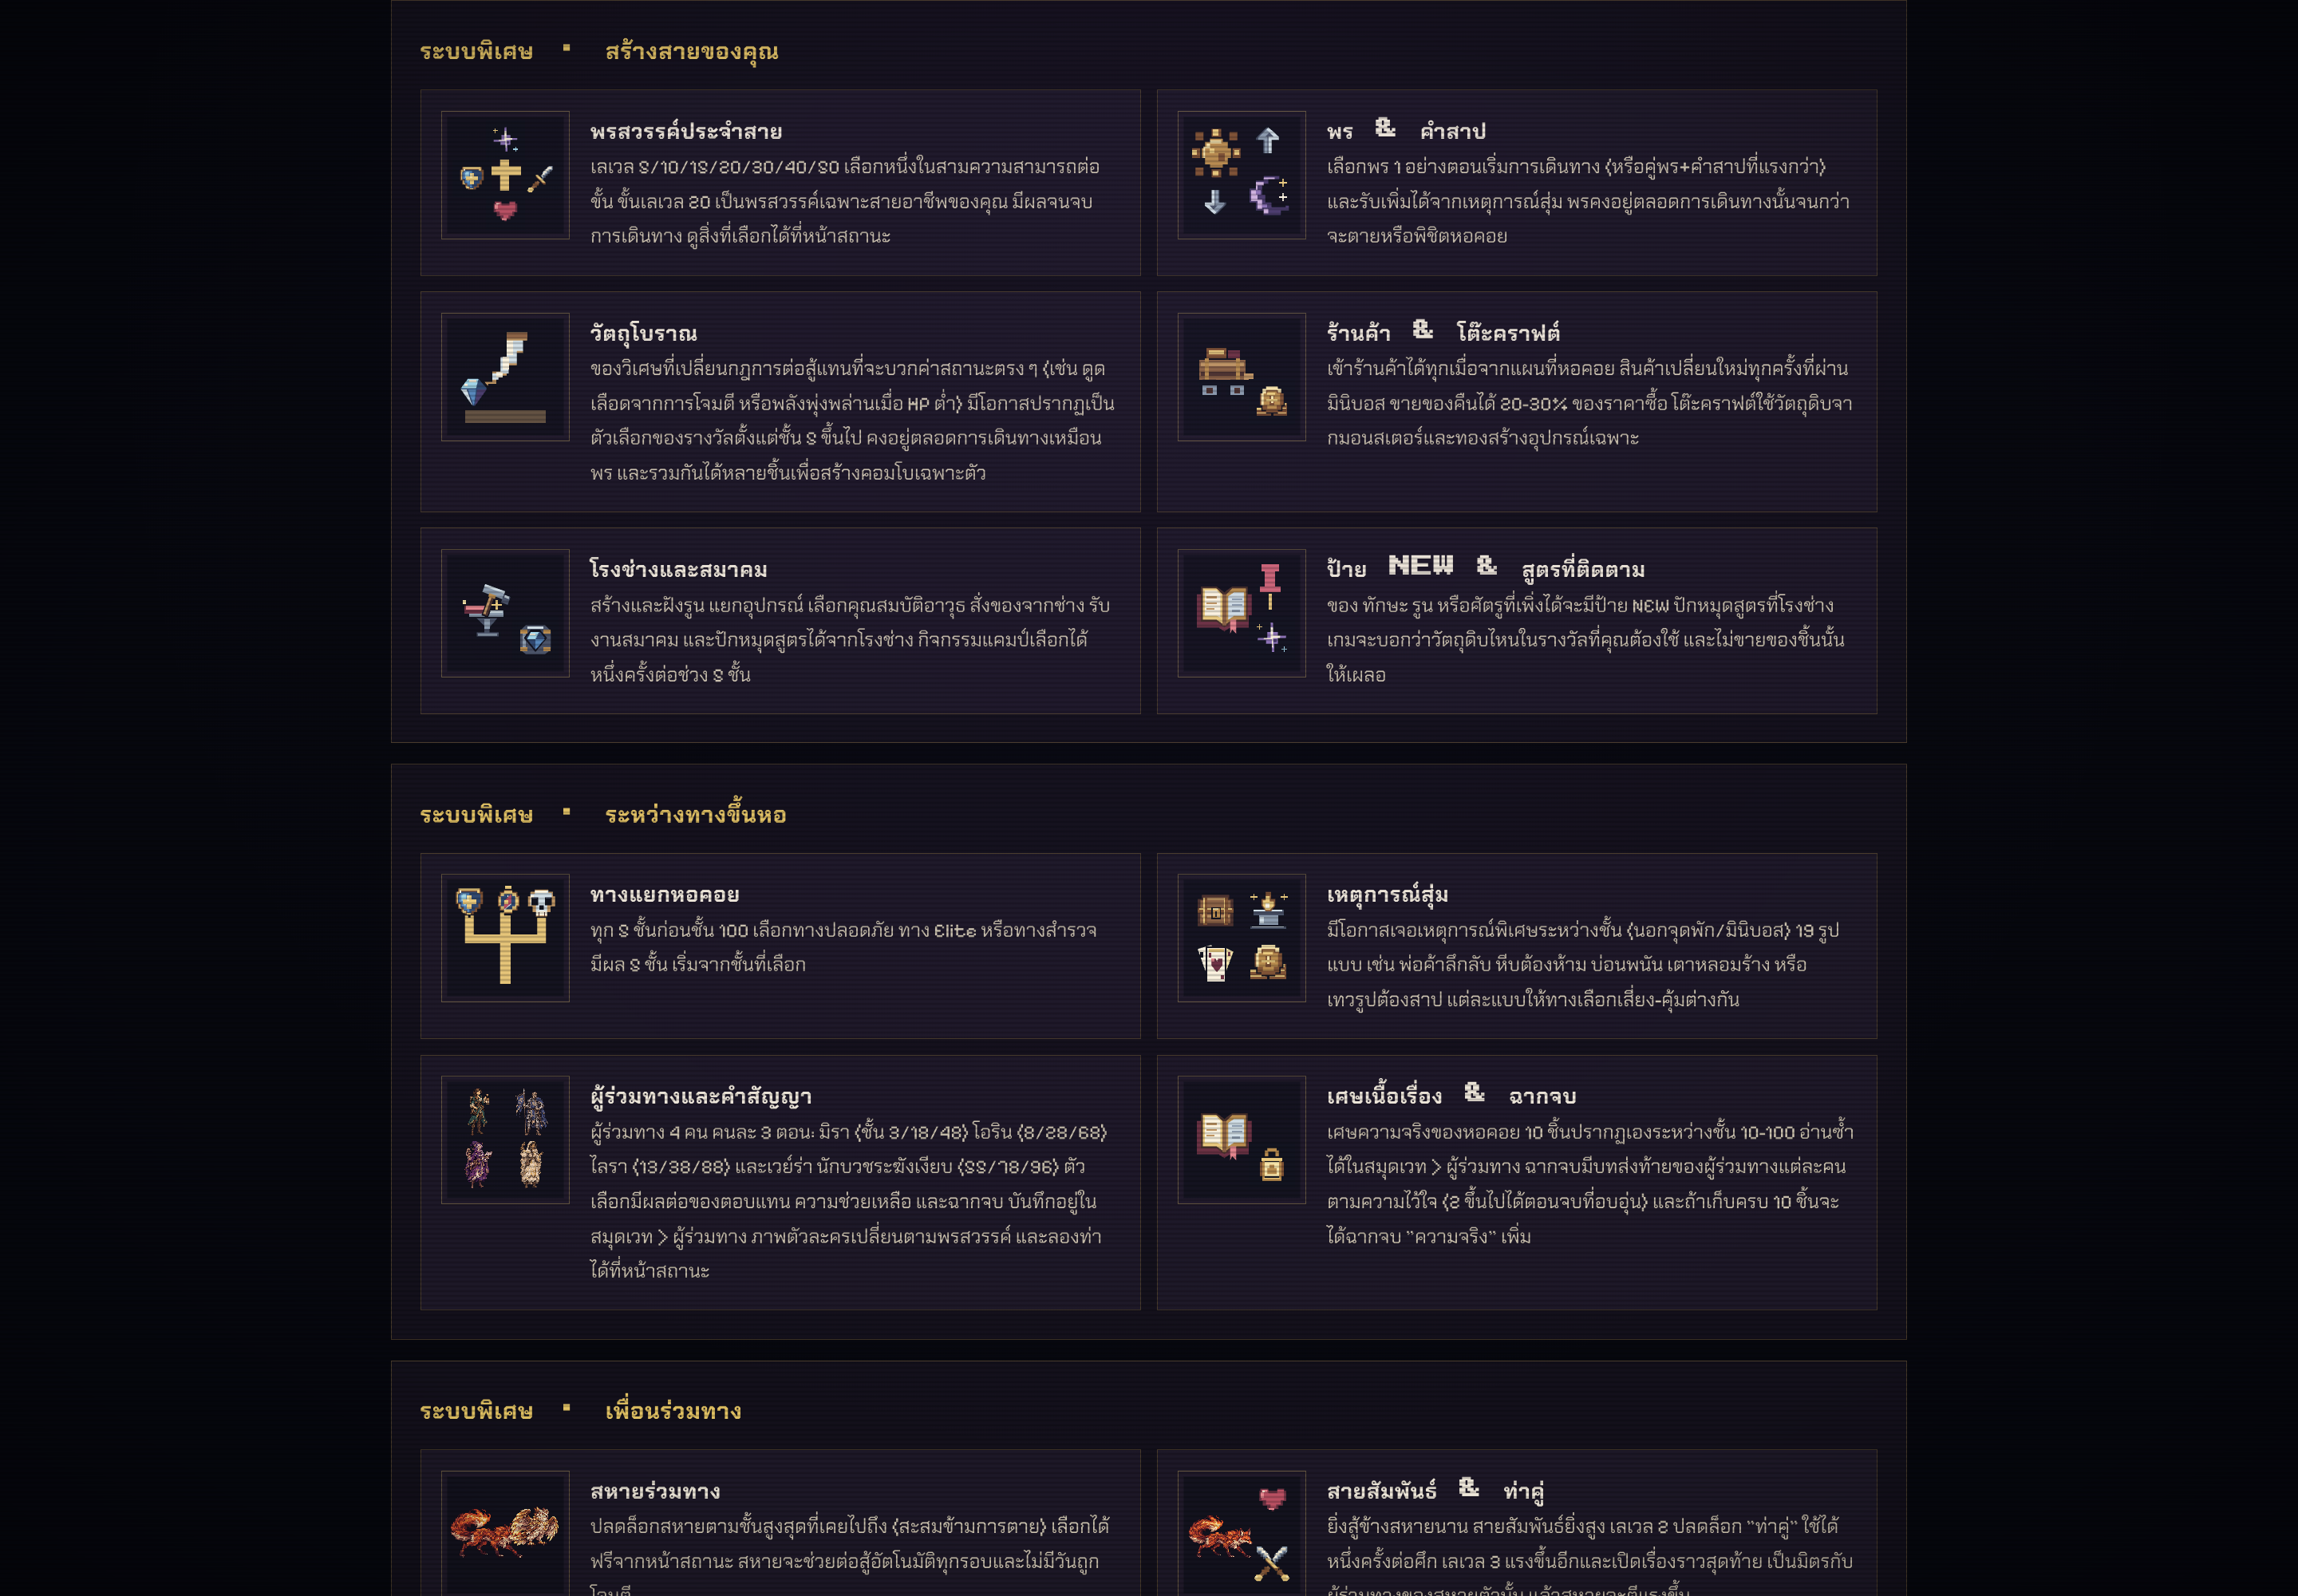 ระบบพิเศษ · สร้างสายของคุณ
พรสวรรค์ประจำสาย
เลเวล 5/10/15/20/30/40/50 เลือกหนึ่งในสามความสามารถต่อ
ขั้น ขั้นเลเวล 20 เป็นพรสวรรค์เฉพาะสายอาชีพของคุณ มีผลจนจบ
การเดินทาง ดูสิ่งที่เลือกได้ที่หน้าสถานะ
พร & คำสาป
เลือกพร 1 อย่างตอนเริ่มการเดินทาง (หรือคู่พร+คำสาปที่แรงกว่า)
และรับเพิ่มได้จากเหตุการณ์สุ่ม พรคงอยู่ตลอดการเดินทางนั้นจนกว่า
จะตายหรือพิชิตหอคอย
วัตถุโบราณ
ของวิเศษที่เปลี่ยนกฎการต่อสู้แทนที่จะบวกค่าสถานะตรง ๆ (เช่น ดูด
เลือดจากการโจมตี หรือพลังพุ่งพล่านเมื่อ HP ต่ำ) มีโอกาสปรากฏเป็น
ตัวเลือกของรางวัลตั้งแต่ชั้น 5 ขึ้นไป คงอยู่ตลอดการเดินทางเหมือน
พร และรวมกันได้หลายชิ้นเพื่อสร้างคอมโบเฉพาะตัว
ร้านค้า & โต๊ะคราฟต์
เข้าร้านค้าได้ทุกเมื่อจากแผนที่หอคอย สินค้าเปลี่ยนใหม่ทุกครั้งที่ผ่าน
มินิบอส ขายของคืนได้ 20-30% ของราคาซื้อ โต๊ะคราฟต์ใช้วัตถุดิบจา
กมอนสเตอร์และทองสร้างอุปกรณ์เฉพาะ
โรงช่างและสมาคม
สร้างและฝังรูน แยกอุปกรณ์ เลือกคุณสมบัติอาวุธ สั่งของจากช่าง รับ
งานสมาคม และปักหมุดสูตรได้จากโรงช่าง กิจกรรมแคมป์เลือกได้
หนึ่งครั้งต่อช่วง 5 ชั้น
ป้าย NEW & สูตรที่ติดตาม
ของ ทักษะ รูน หรือศัตรูที่เพิ่งได้จะมีป้าย NEW ปักหมุดสูตรที่โรงช่าง
เกมจะบอกว่าวัตถุดิบไหนในรางวัลที่คุณต้องใช้ และไม่ขายของชิ้นนั้น
ให้เผลอ
ระบบพิเศษ · ระหว่างทางขึ้นหอ
ทางแยกหอคอย
ทุก 5 ชั้นก่อนชั้น 100 เลือกทางปลอดภัย ทาง Elite หรือทางสำรวจ
มีผล 5 ชั้น เริ่มจากชั้นที่เลือก
เหตุการณ์สุ่ม
มีโอกาสเจอเหตุการณ์พิเศษระหว่างชั้น (นอกจุดพัก/มินิบอส) 19 รูป
แบบ เช่น พ่อค้าลึกลับ หีบต้องห้าม บ่อนพนัน เตาหลอมร้าง หรือ
เทวรูปต้องสาป แต่ละแบบให้ทางเลือกเสี่ยง-คุ้มต่างกัน
ผู้ร่วมทางและคำสัญญา
ผู้ร่วมทาง 4 คน คนละ 3 ตอน: มิรา (ชั้น 3/18/48) โอริน (8/28/68)
ไลรา (13/38/88) และเวย์ร่า นักบวชระฆังเงียบ (55/78/96) ตัว
เลือกมีผลต่อของตอบแทน ความช่วยเหลือ และฉากจบ บันทึกอยู่ใน
สมุดเวท > ผู้ร่วมทาง ภาพตัวละครเปลี่ยนตามพรสวรรค์ และลองท่า
ได้ที่หน้าสถานะ
เศษเนื้อเรื่อง & ฉากจบ
เศษความจริงของหอคอย 10 ชิ้นปรากฏเองระหว่างชั้น 10-100 อ่านซ้ำ
ได้ในสมุดเวท > ผู้ร่วมทาง ฉากจบมีบทส่งท้ายของผู้ร่วมทางแต่ละคน
ตามความไว้ใจ (2 ขึ้นไปได้ตอนจบที่อบอุ่น) และถ้าเก็บครบ 10 ชิ้นจะ
ได้ฉากจบ "ความจริง" เพิ่ม
ระบบพิเศษ · เพื่อนร่วมทาง
สหายร่วมทาง
ปลดล็อกสหายตามชั้นสูงสุดที่เคยไปถึง (สะสมข้ามการตาย) เลือกได้
ฟรีจากหน้าสถานะ สหายจะช่วยต่อสู้อัตโนมัติทุกรอบและไม่มีวันถูก
โจมตี
สายสัมพันธ์ & ท่าคู่
ยิ่งสู้ข้างสหายนาน สายสัมพันธ์ยิ่งสูง เลเวล 2 ปลดล็อก "ท่าคู่" ใช้ได้
หนึ่งครั้งต่อศึก เลเวล 3 แรงขึ้นอีกและเปิดเรื่องราวสุดท้าย เป็นมิตรกับ
ผู้ร่วมทางของสหายตัวนั้น แล้วสหายจะตีแรงขึ้น